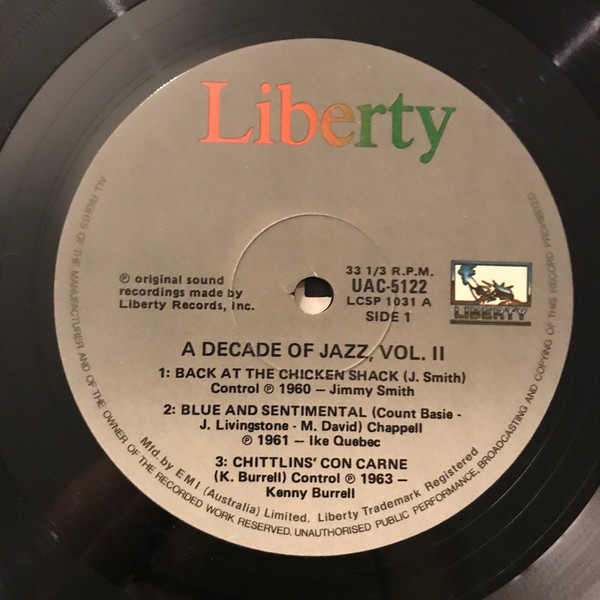 Liberty
℗ original sound
recordings made by
Liberty Records, Inc.
33 1/3 R.P.M.
UAC-5122
LCSP 1031 A
SIDE 1
LIBERTY
A DECADE OF JAZZ, VOL. II
1: BACK AT THE CHICKEN SHACK (J. Smith)
Control ℗ 1960 – Jimmy Smith
2: BLUE AND SENTIMENTAL (Count Basie -
J. Livingstone - M. David) Chappell
℗ 1961 – Ike Quebec
3: CHITTLINS' CON CARNE
(K. Burrell) Control ℗ 1963 –
Kenny Burrell
Mfd. by EMI (Australia) Limited. Liberty Trademark Registered
ALL RIGHTS OF THE MANUFACTURER AND OF THE OWNER OF THE RECORDED WORK RESERVED. UNAUTHORISED PUBLIC PERFORMANCE, BROADCASTING AND COPYING OF THIS RECORD PROHIBITED.